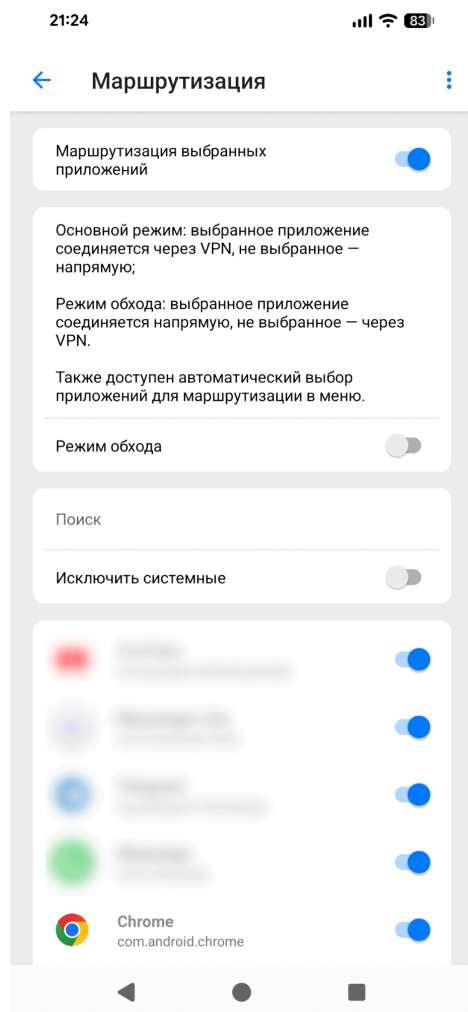 21:24
83
Маршрутизация
Маршрутизация выбранных
приложений
Основной режим: выбранное приложение
соединяется через VPN, не выбранное —
напрямую;
Режим обхода: выбранное приложение
соединяется напрямую, не выбранное — через
VPN.
Также доступен автоматический выбор
приложений для маршрутизации в меню.
Режим обхода
Поиск
Исключить системные
Chrome
com.android.chrome